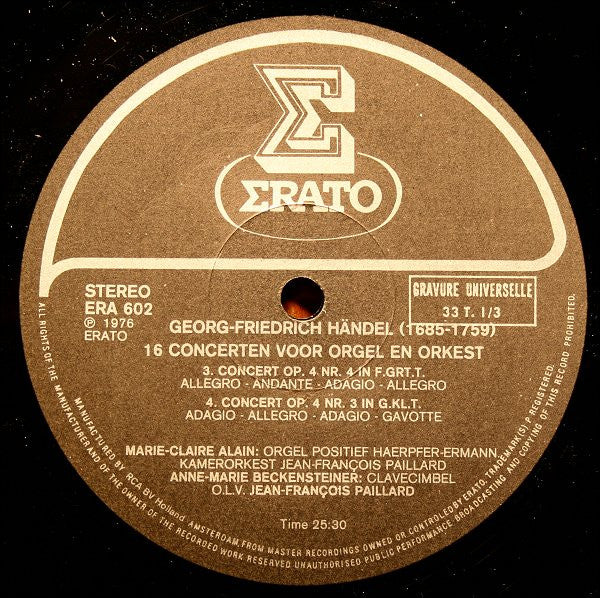 Σ
ΣRATO
STEREO
ERA 602
℗ 1976
ERATO
GRAVURE UNIVERSELLE
33 T. 1/3
GEORG-FRIEDRICH HÄNDEL (1685-1759)
16 CONCERTEN VOOR ORGEL EN ORKEST
3. CONCERT OP. 4 NR. 4 IN F.GRT.T.
ALLEGRO - ANDANTE - ADAGIO - ALLEGRO
4. CONCERT OP. 4 NR. 3 IN G.KL.T.
ADAGIO - ALLEGRO - ADAGIO - GAVOTTE
MARIE-CLAIRE ALAIN: ORGEL POSITIEF HAERPFER-ERMANN
KAMERORKEST JEAN-FRANÇOIS PAILLARD
ANNE-MARIE BECKENSTEINER: CLAVECIMBEL
O.L.V. JEAN-FRANÇOIS PAILLARD
Time 25:30
MANUFACTURED BY RCA BV Holland AMSTERDAM, FROM MASTER RECORDINGS OWNED OR CONTROLED BY ERATO, TRADEMARK(S) REGISTERED.
ALL RIGHTS OF THE MANUFACTURER AND OF THE OWNER OF THE RECORDED WORK RESERVED UNAUTHORISED PUBLIC PERFORMANCE BROADCASTING AND COPYING OF THIS RECORD PROHIBITED.